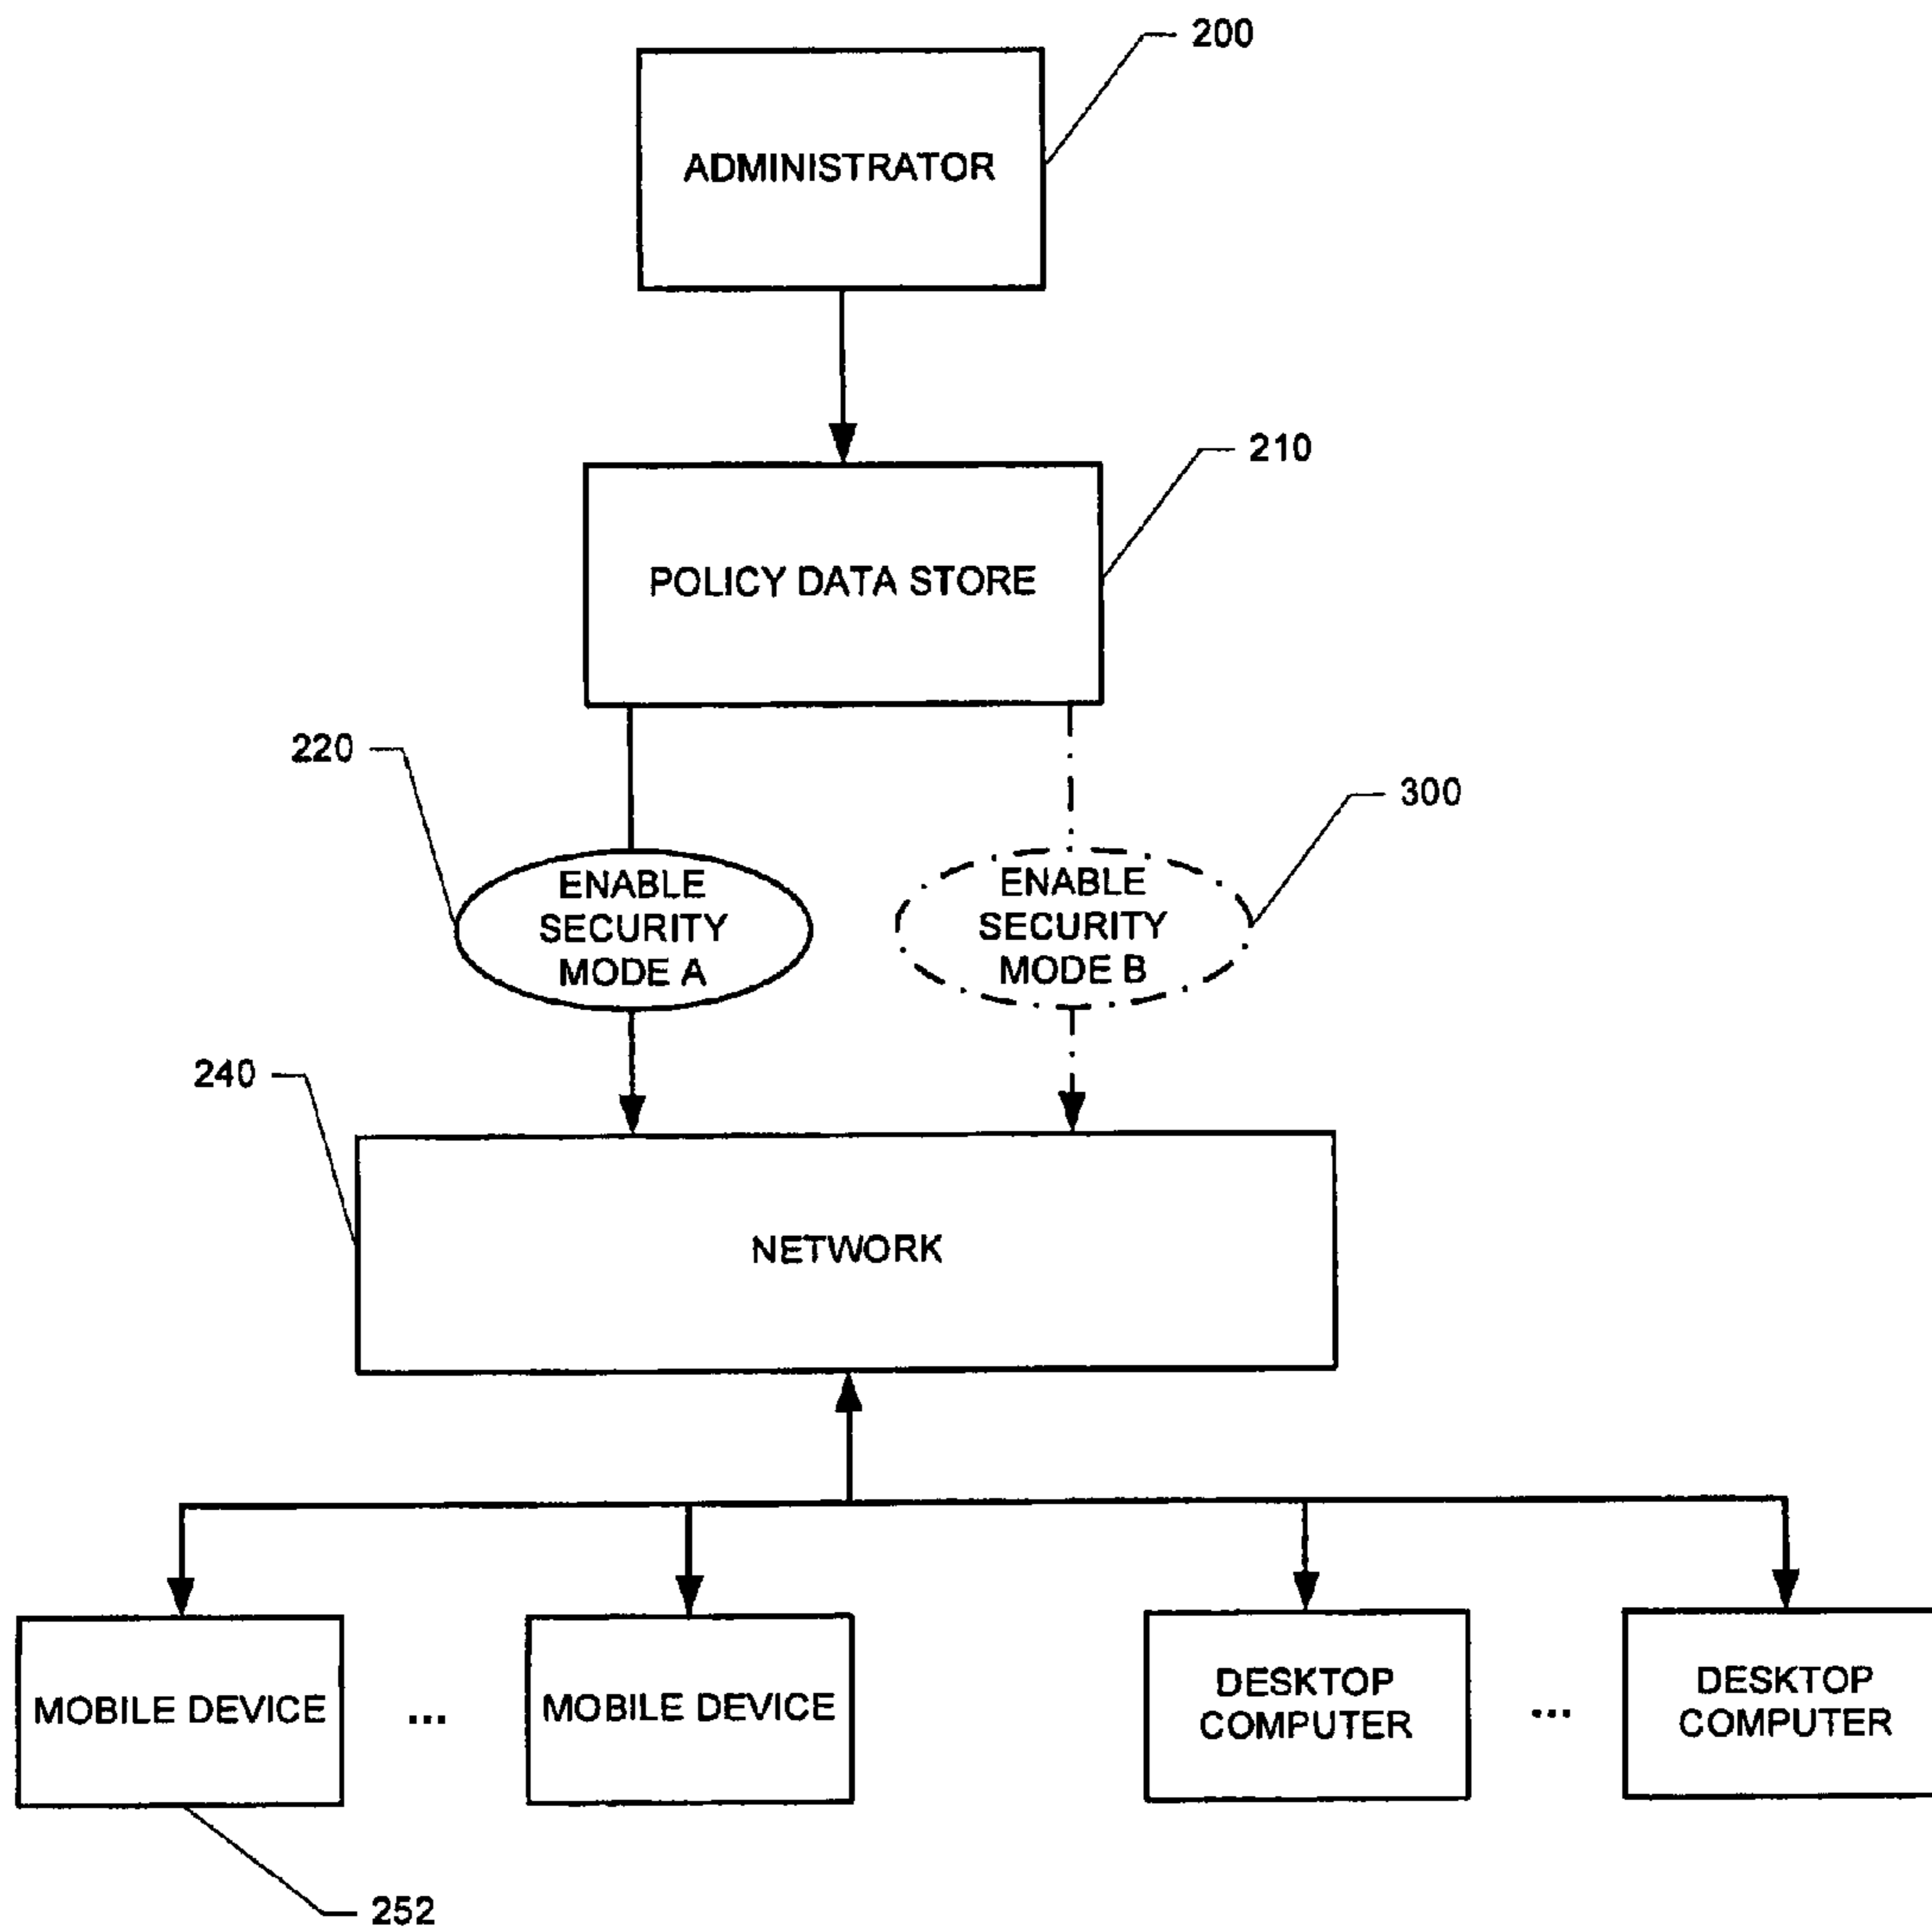 200
ADMINISTRATOR
210
POLICY DATA STORE
220
300
ENABLE
SECURITY
MODE A
ENABLE
SECURITY
MODE B
240
NETWORK
MOBILE DEVICE
...
MOBILE DEVICE
DESKTOP
COMPUTER
...
DESKTOP
COMPUTER
252